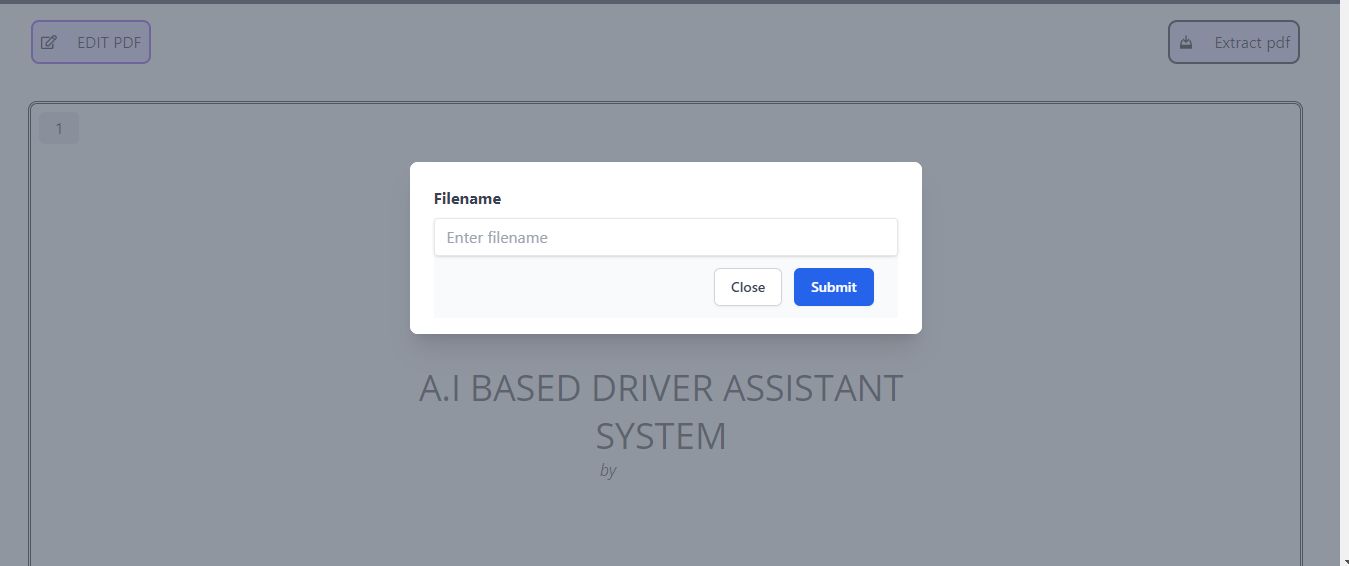 EDIT PDF
Extract pdf
1
Filename
Enter filename
Close
Submit
A.I BASED DRIVER ASSISTANT
SYSTEM
by